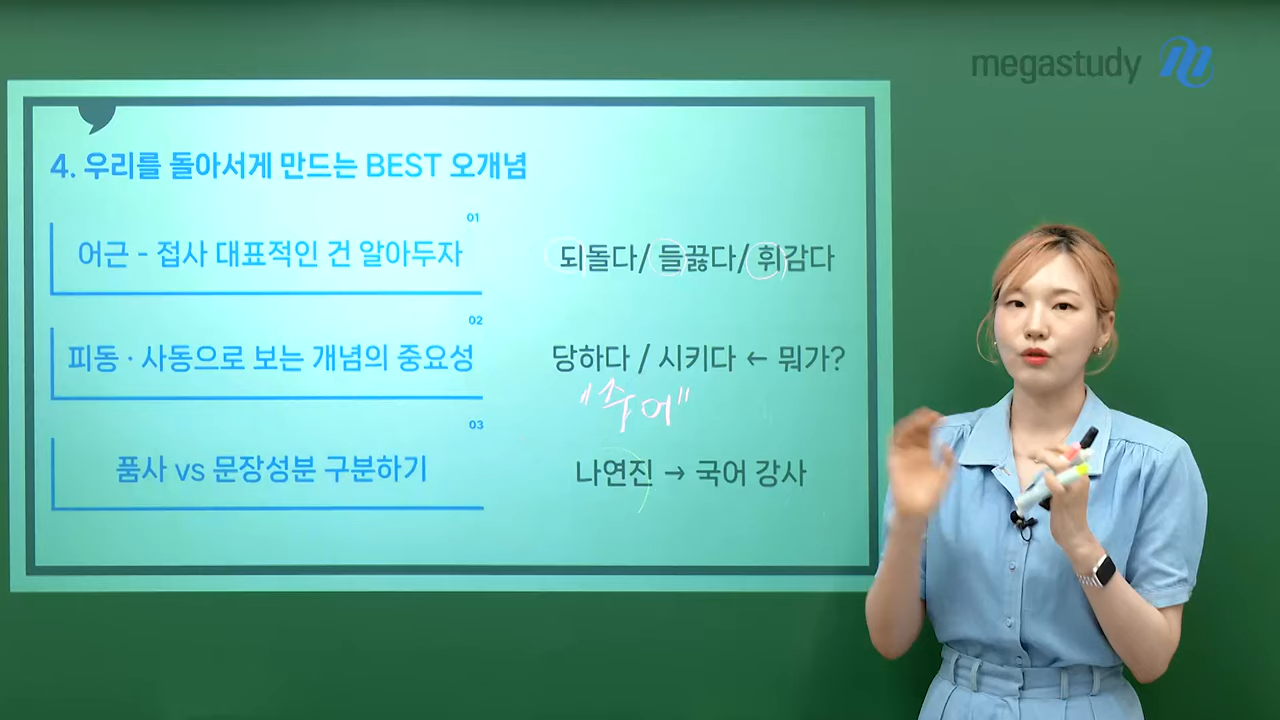 megastudy
4. 우리를 돌아서게 만드는 BEST 오개념
01
어근 - 접사 대표적인 건 알아두자
되돌다/ 들끓다/ 휘감다
02
피동 · 사동으로 보는 개념의 중요성
당하다 / 시키다 ← 뭐가?
"주어"
03
품사 vs 문장성분 구분하기
나연진 → 국어 강사